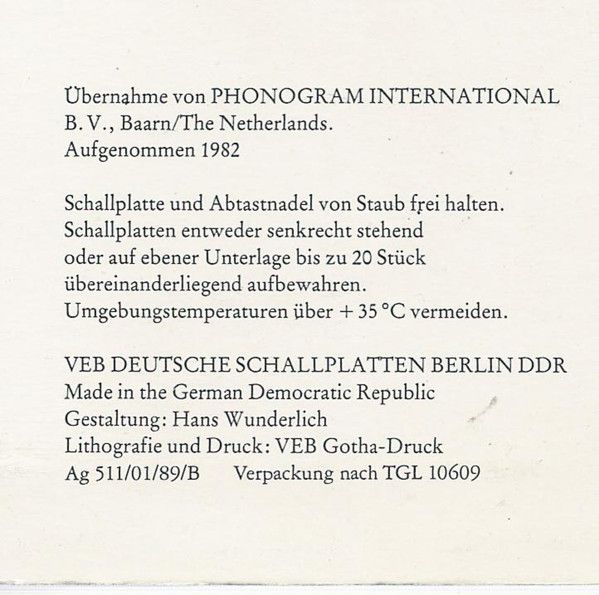 Übernahme von PHONOGRAM INTERNATIONAL
B. V., Baarn/The Netherlands.
Aufgenommen 1982
Schallplatte und Abtastnadel von Staub frei halten.
Schallplatten entweder senkrecht stehend
oder auf ebener Unterlage bis zu 20 Stück
übereinanderliegend aufbewahren.
Umgebungstemperaturen über + 35 °C vermeiden.
VEB DEUTSCHE SCHALLPLATTEN BERLIN DDR
Made in the German Democratic Republic
Gestaltung: Hans Wunderlich
Lithografie und Druck: VEB Gotha-Druck
Ag 511/01/89/B Verpackung nach TGL 10609